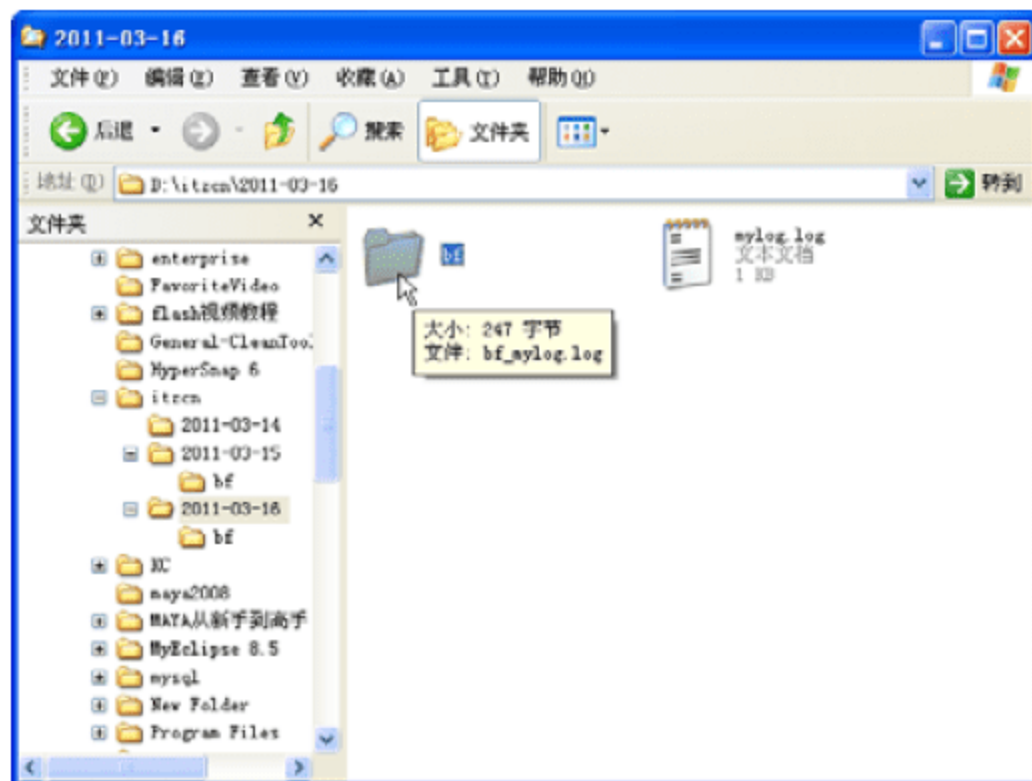 2011-03-16
文件(F) 编辑(E) 查看(V) 收藏(A) 工具(T) 帮助(H)
后退 搜索 文件夹
地址(D) D:\itzcn\2011-03-16 转到
文件夹
enterprise
FavoriteVideo
flash视频教程
General-CleanTool
HyperSnap 6
itzcn
2011-03-14
2011-03-15
bf
2011-03-16
bf
KC
maya2008
MAYA从新手到高手
MyEclipse 8.5
mysql
New Folder
Program Files
bf
大小: 247 字节
文件: bf_mylog.log
mylog.log
文本文档
1 KB